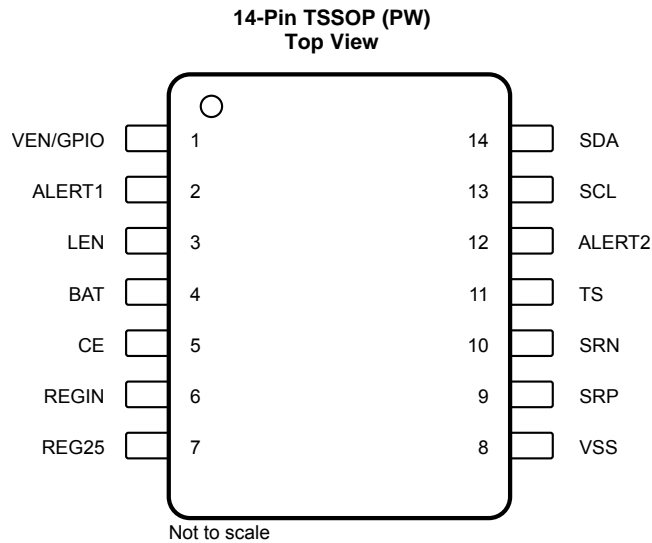 14-Pin TSSOP (PW)
Top View
VEN/GPIO 1 14 SDA
ALERT1 2 13 SCL
LEN 3 12 ALERT2
BAT 4 11 TS
CE 5 10 SRN
REGIN 6 9 SRP
REG25 7 8 VSS
Not to scale